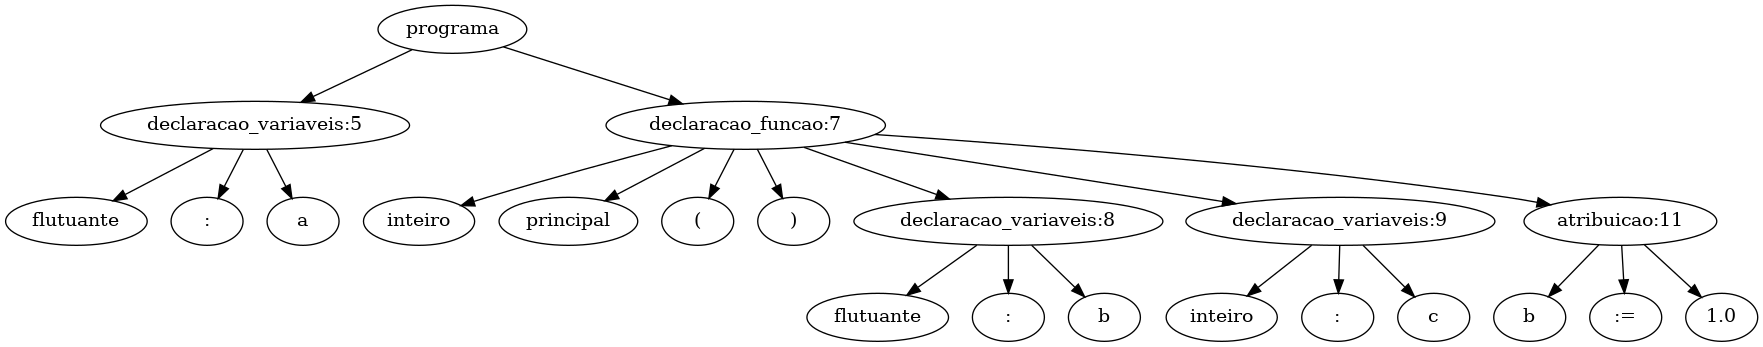 programa
declaracao_variaveis:5 declaracao_funcao:7
flutuante : a inteiro principal ( ) declaracao_variaveis:8 declaracao_variaveis:9 atribuicao:11
flutuante : b inteiro : c b := 1.0